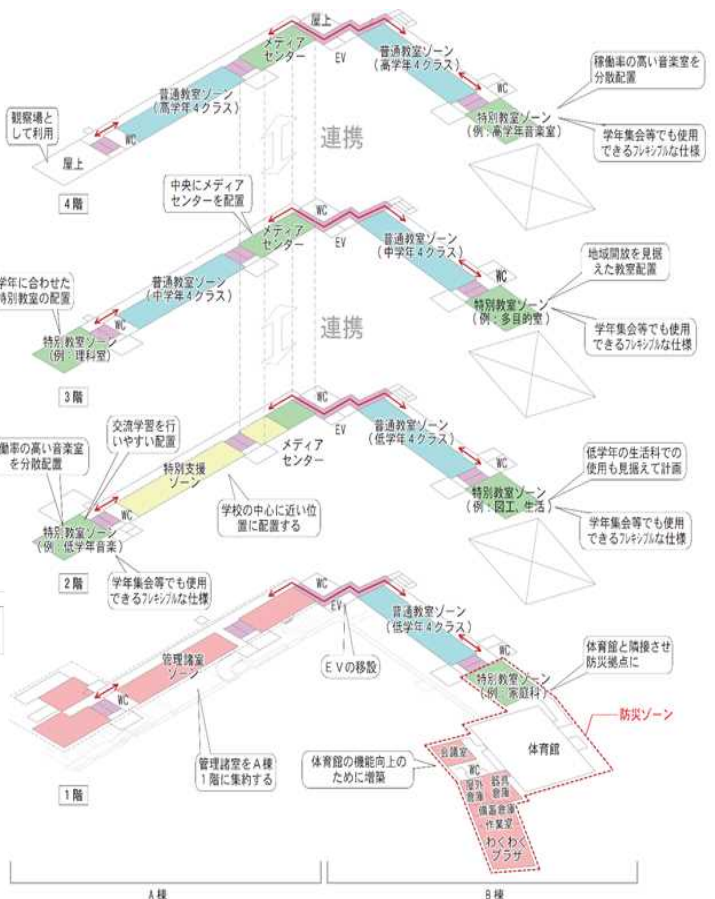 屋上
メディア
センター
EV
普通教室ゾーン
(高学年4クラス)
WC
稼働率の高い音楽室を
分散配置
普通教室ゾーン
(高学年4クラス)
特別教室ゾーン
(例：高学年音楽室)
学年集会等でも使用
できるフレキシブルな仕様
観察場と
して利用
WC
屋上
4階
連携
中央にメディア
センターを配置
WC
メディア
センター
EV
普通教室ゾーン
(中学年4クラス)
WC
地域開放を見据
えた教室配置
普通教室ゾーン
(中学年4クラス)
特別教室ゾーン
(例：多目的室)
学年集会等でも使用
できるフレキシブルな仕様
学年に合わせた
特別教室の配置
WC
特別教室ゾーン
(例：理科室)
3階
連携
交流学習を行
いやすい配置
働率の高い音楽室
を分散配置
WC
EV
メディア
センター
普通教室ゾーン
(低学年4クラス)
WC
低学年の生活科での
使用も見据えて計画
特別支援
ゾーン
特別教室ゾーン
(例：図工、生活)
学校の中心に近い位
置に配置する
学年集会等でも使用
できるフレキシブルな仕様
WC
特別教室ゾーン
(例：低学年音楽)
2階
学年集会等でも使用
できるフレキシブルな仕様
WC
EV
普通教室ゾーン
(低学年4クラス)
WC
EVの移設
体育館と隣接させ
防災拠点に
管理諸室
ゾーン
WC
特別教室ゾーン
(例：家庭科)
防災ゾーン
体育館
管理諸室をA棟
1階に集約する
体育館の機能向上の
ために増築
会議室
WC
屋外
倉庫
器具
倉庫
備蓄倉庫
作業室
わくわく
プラザ
1階
A棟
B棟